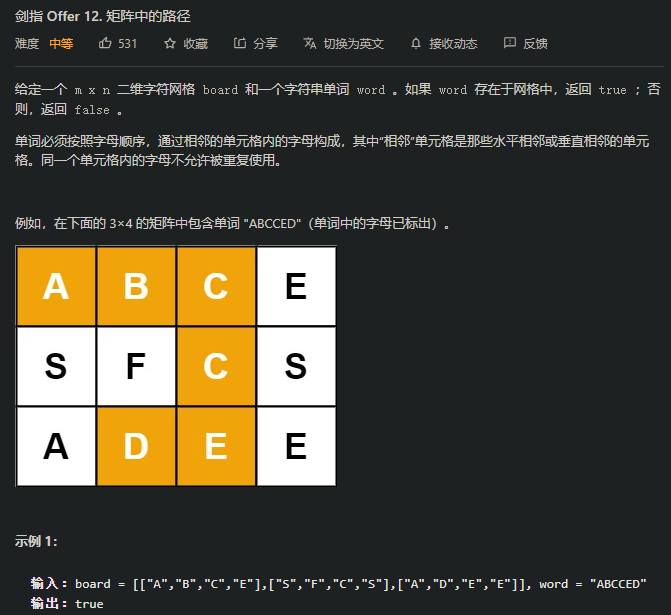 剑指 Offer 12. 矩阵中的路径
难度 中等 531 收藏 分享 切换为英文 接收动态 反馈
给定一个 m x n 二维字符网格 board 和一个字符串单词 word 。如果 word 存在于网格中，返回 true ；否
则，返回 false 。
单词必须按照字母顺序，通过相邻的单元格内的字母构成，其中“相邻”单元格是那些水平相邻或垂直相邻的单元
格。同一个单元格内的字母不允许被重复使用。
例如，在下面的 3×4 的矩阵中包含单词 "ABCCED"（单词中的字母已标出）。
A B C E
S F C S
A D E E
示例 1：
输入：board = [["A","B","C","E"],["S","F","C","S"],["A","D","E","E"]], word = "ABCCED"
输出：true